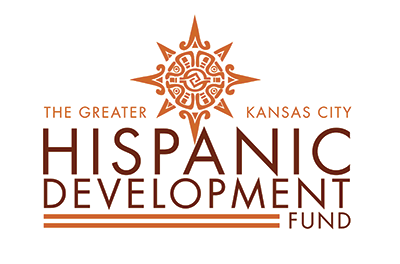 THE GREATER KANSAS CITY
HISPANIC
DEVELOPMENT
FUND